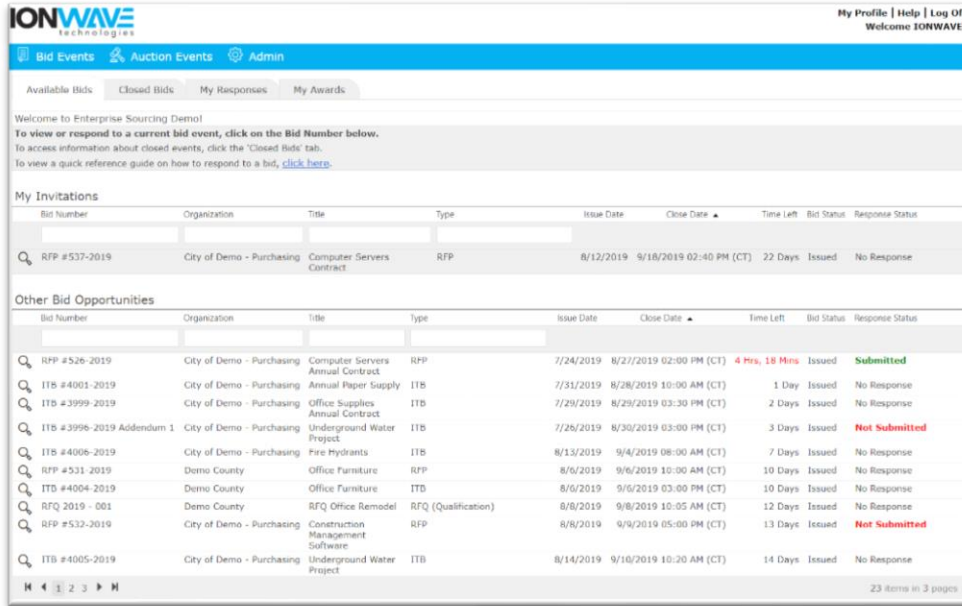 IONWAVE
technologies
My Profile | Help | Log Of
Welcome IONWAVE
Bid Events Auction Events Admin
Available Bids Closed Bids My Responses My Awards
Welcome to Enterprise Sourcing Demo!
To view or respond to a current bid event, click on the Bid Number below.
To access information about closed events, click the 'Closed Bids' tab.
To view a quick reference guide on how to respond to a bid, click here.
My Invitations
Bid Number Organization Title Type Issue Date Close Date Time Left Bid Status Response Status
RFP #537-2019 City of Demo - Purchasing Computer Servers Contract RFP 8/12/2019 9/18/2019 02:40 PM (CT) 22 Days Issued No Response
Other Bid Opportunities
Bid Number Organization Title Type Issue Date Close Date Time Left Bid Status Response Status
RFP #526-2019 City of Demo - Purchasing Computer Servers Annual Contract RFP 7/24/2019 8/27/2019 02:00 PM (CT) 4 Hrs, 18 Mins Issued Submitted
ITB #4001-2019 City of Demo - Purchasing Annual Paper Supply ITB 7/31/2019 8/28/2019 10:00 AM (CT) 1 Day Issued No Response
ITB #3999-2019 City of Demo - Purchasing Office Supplies Annual Contract ITB 7/29/2019 8/29/2019 03:30 PM (CT) 2 Days Issued No Response
ITB #3996-2019 Addendum 1 City of Demo - Purchasing Underground Water Project ITB 7/26/2019 8/30/2019 03:00 PM (CT) 3 Days Issued Not Submitted
ITB #4006-2019 City of Demo - Purchasing Fire Hydrants ITB 8/13/2019 9/4/2019 08:00 AM (CT) 7 Days Issued No Response
RFP #531-2019 Demo County Office Furniture RFP 8/6/2019 9/6/2019 10:00 AM (CT) 10 Days Issued No Response
ITB #4004-2019 Demo County Office Furniture ITB 8/6/2019 9/6/2019 03:00 PM (CT) 10 Days Issued No Response
RFQ 2019 - 001 Demo County RFQ Office Remodel RFQ (Qualification) 8/8/2019 9/8/2019 10:05 AM (CT) 12 Days Issued No Response
RFP #532-2019 City of Demo - Purchasing Construction Management Software RFP 8/8/2019 9/9/2019 05:00 PM (CT) 13 Days Issued Not Submitted
ITB #4005-2019 City of Demo - Purchasing Underground Water Project ITB 8/14/2019 9/10/2019 10:20 AM (CT) 14 Days Issued No Response
1 2 3 23 items in 3 pages